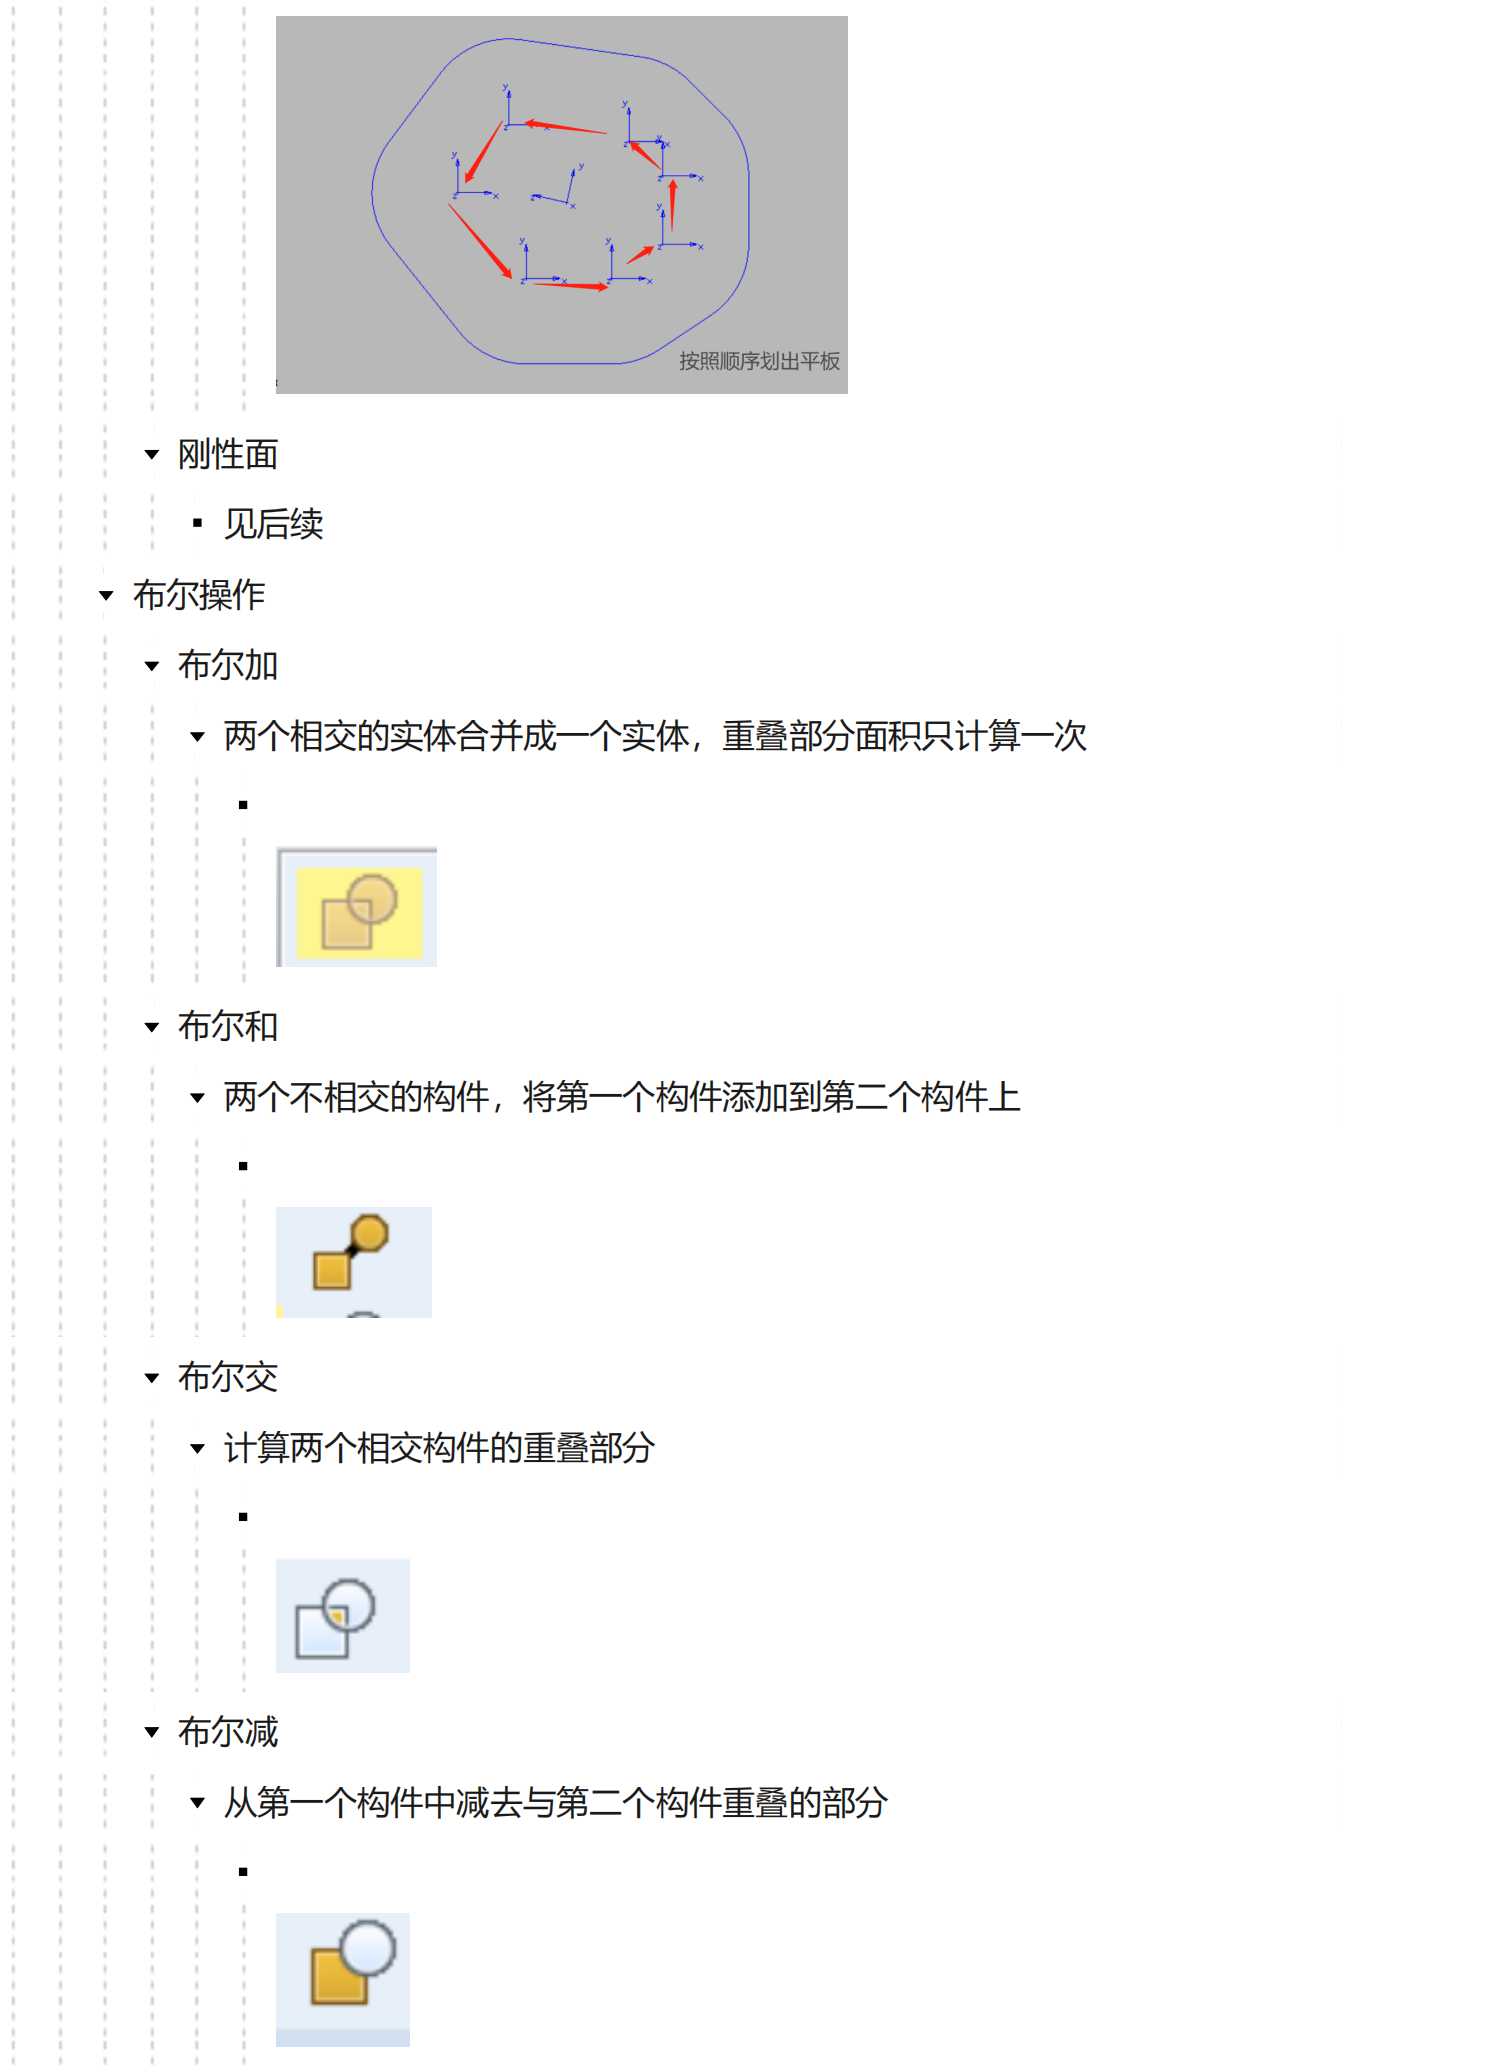 y
y
z
x
y
x
y
z
x
y
z
x
z
x
y
z
x
y
z
x
y
z
x
按照顺序划出平板
刚性面
见后续
布尔操作
布尔加
两个相交的实体合并成一个实体，重叠部分面积只计算一次
布尔和
两个不相交的构件，将第一个构件添加到第二个构件上
布尔交
计算两个相交构件的重叠部分
布尔减
从第一个构件中减去与第二个构件重叠的部分